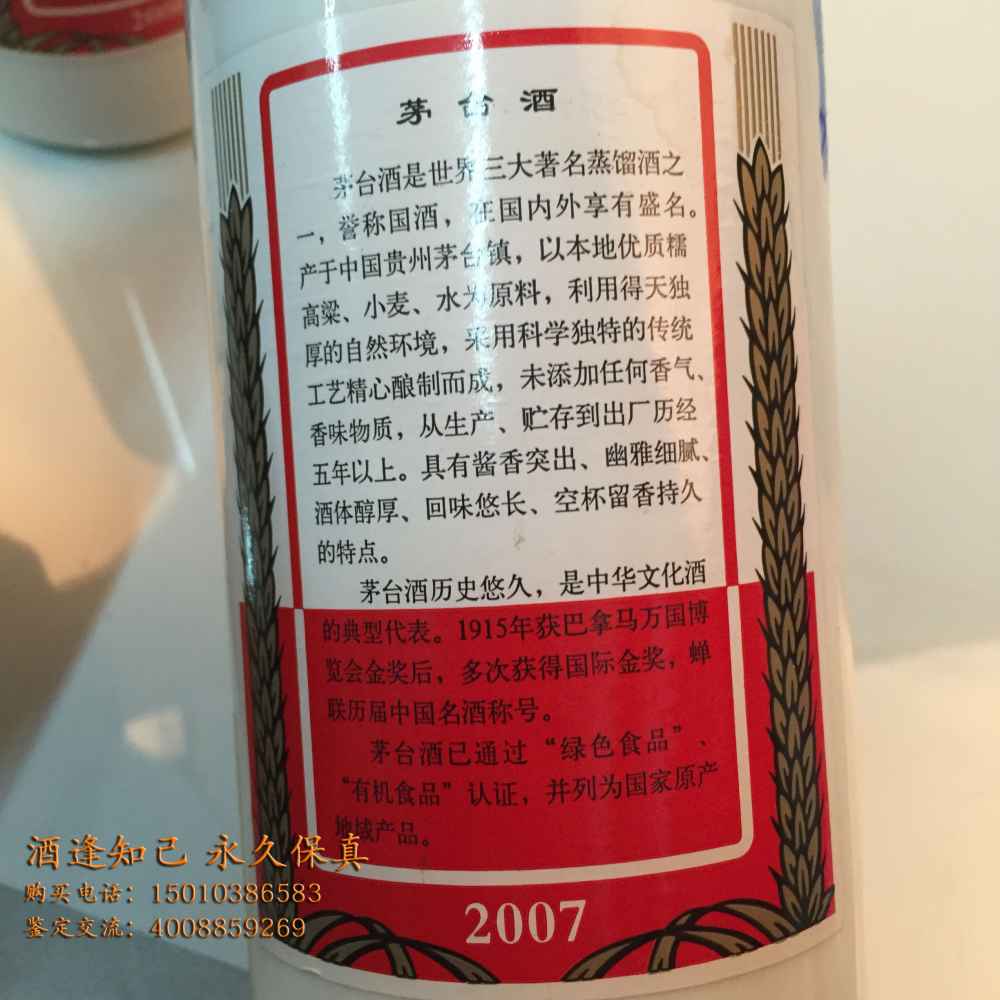 茅台酒
茅台酒是世界三大著名蒸馏酒之
一，誉称国酒，在国内外享有盛名。
产于中国贵州茅台镇，以本地优质糯
高粱、小麦、水为原料，利用得天独
厚的自然环境，采用科学独特的传统
工艺精心酿制而成，未添加任何香气、
香味物质，从生产、贮存到出厂历经
五年以上。具有酱香突出、幽雅细腻、
酒体醇厚、回味悠长、空杯留香持久
的特点。
茅台酒历史悠久，是中华文化酒
的典型代表。1915年获巴拿马万国博
览会金奖后，多次获得国际金奖，蝉
联历届中国名酒称号。
茅台酒已通过“绿色食品”、
“有机食品”认证，并列为国家原产
地域产品。
2007
酒逢知己 永久保真
购买电话：15010386583
鉴定交流：4008859269